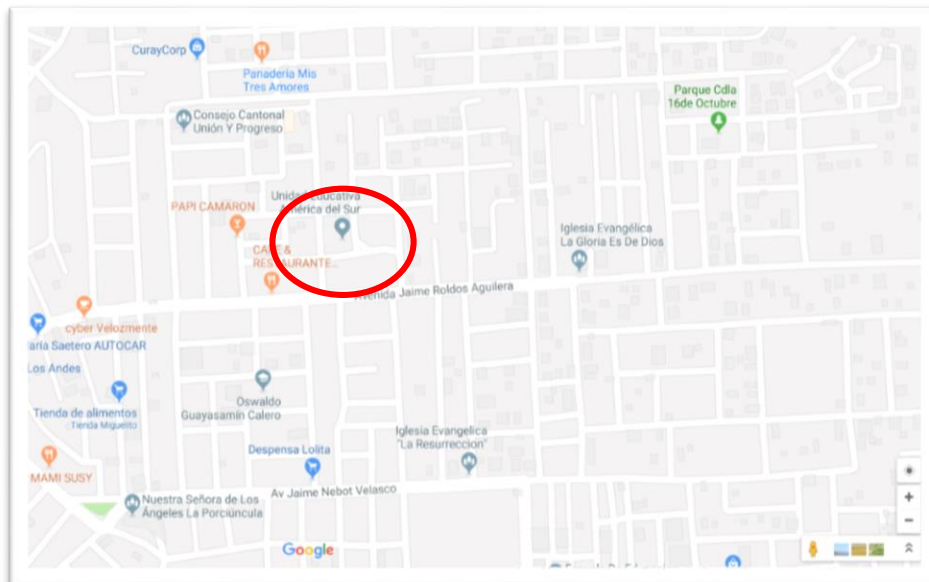 CurayCorp
Panaderia Mis
Tres Amores
Parque Cdla
16de Octubre
Consejo Cantonal
Unión Y Progreso
Unidad Educativa
América del Sur
PAPI CAMARON
Iglesia Evangélica
La Gloria Es De Dios
CAFE &
RESTAURANTE...
Avenida Jaime Roldos Aguilera
cyber Velozmente
aria Saetero AUTOCAR
Los Andes
Oswaldo
Guayasamín Calero
Tienda de alimentos
Tienda Miguelito
Iglesia Evangelica
"La Resurreccion"
Despensa Lolita
MAMI SUSY
Av Jaime Nebot Velasco
Nuestra Señora de Los
Ángeles La Porciúncula
Google